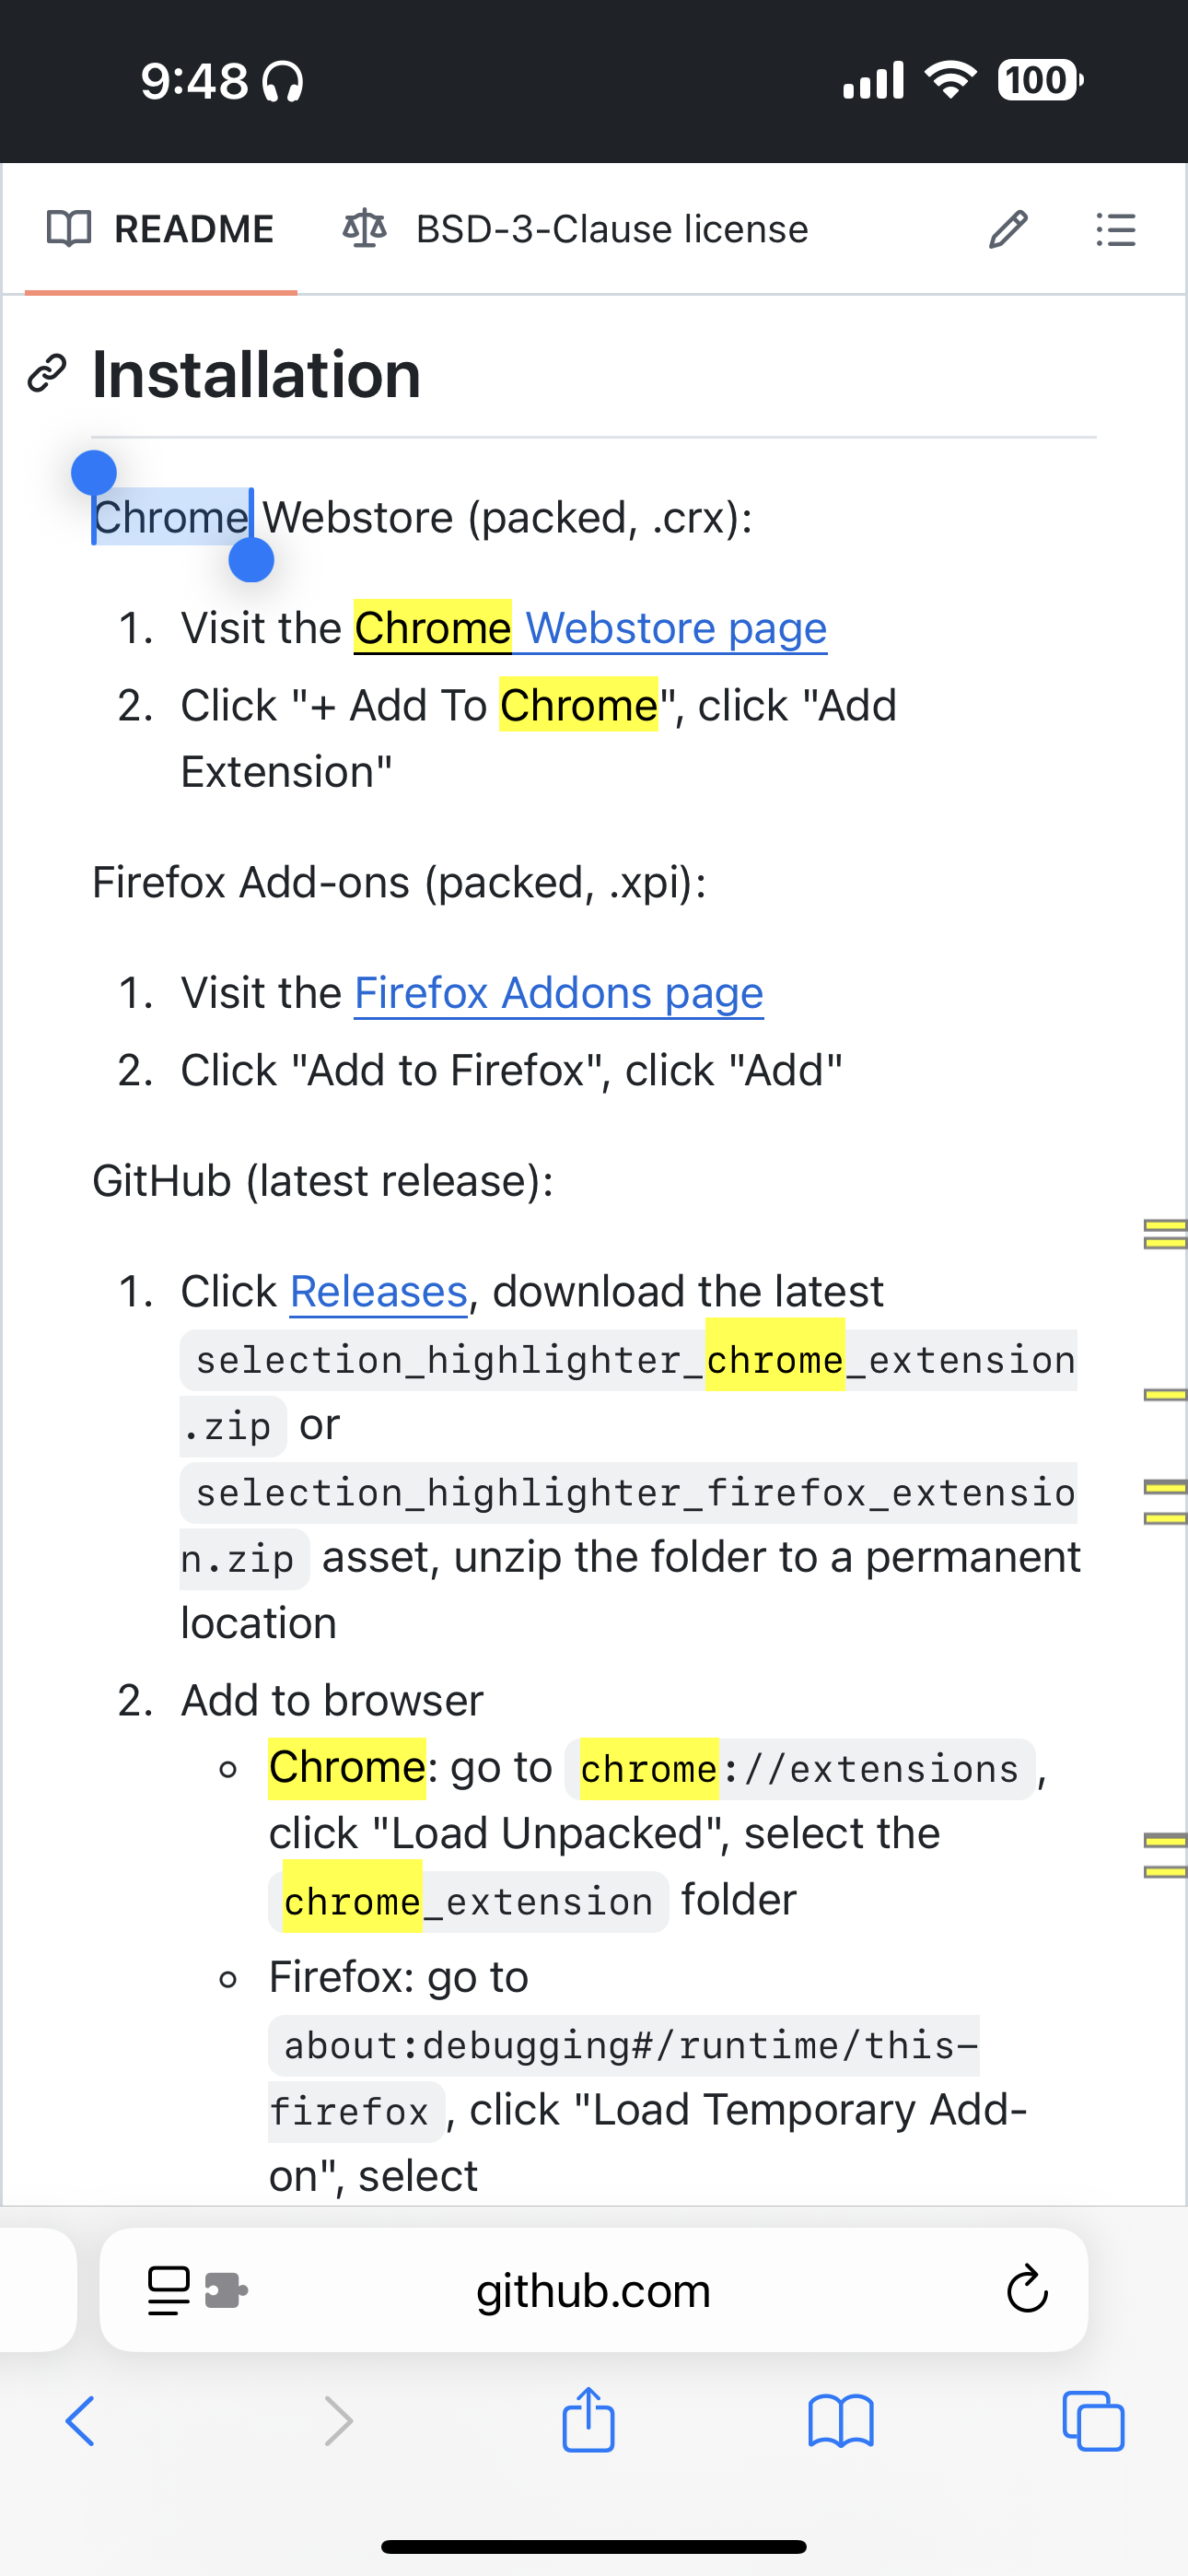 9:48
100
README
BSD-3-Clause license
Installation
Chrome Webstore (packed, .crx):
1. Visit the Chrome Webstore page
2. Click "+ Add To Chrome", click "Add
Extension"
Firefox Add-ons (packed, .xpi):
1. Visit the Firefox Addons page
2. Click "Add to Firefox", click "Add"
GitHub (latest release):
1. Click Releases, download the latest
selection_highlighter_chrome_extension
.zip or
selection_highlighter_firefox_extensio
n.zip asset, unzip the folder to a permanent
location
2. Add to browser
Chrome: go to chrome://extensions ,
click "Load Unpacked", select the
chrome_extension folder
Firefox: go to
about:debugging#/runtime/this-
firefox , click "Load Temporary Add-
on", select
github.com